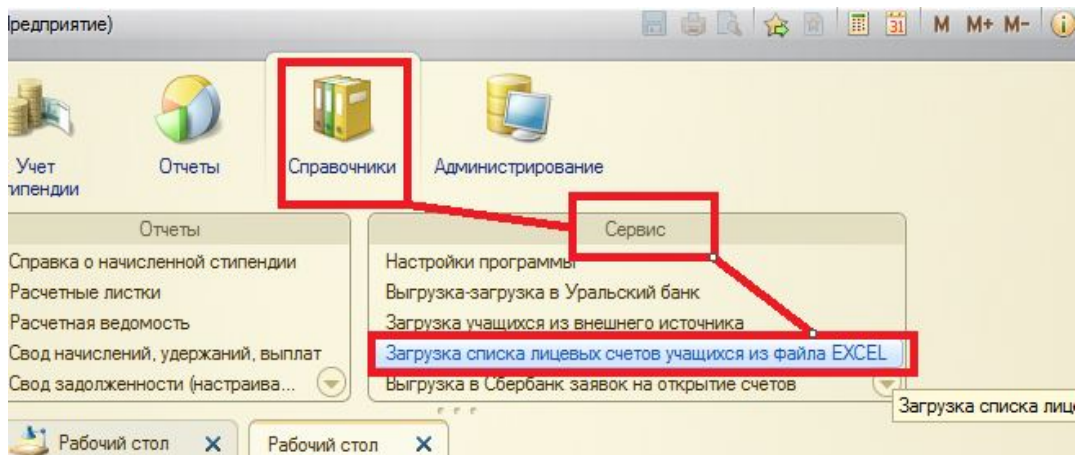 Предприятие)
31 M M+ M-
Учет
типендии
Отчеты
Справочники
Администрирование
Отчеты
Справка о начисленной стипендии
Расчетные листки
Расчетная ведомость
Свод начислений, удержаний, выплат
Свод задолженности (настраива...
Сервис
Настройки программы
Выгрузка-загрузка в Уральский банк
Загрузка учащихся из внешнего источника
Загрузка списка лицевых счетов учащихся из файла EXCEL
Выгрузка в Сбербанк заявок на открытие счетов
Загрузка списка лице
Рабочий стол
Рабочий стол